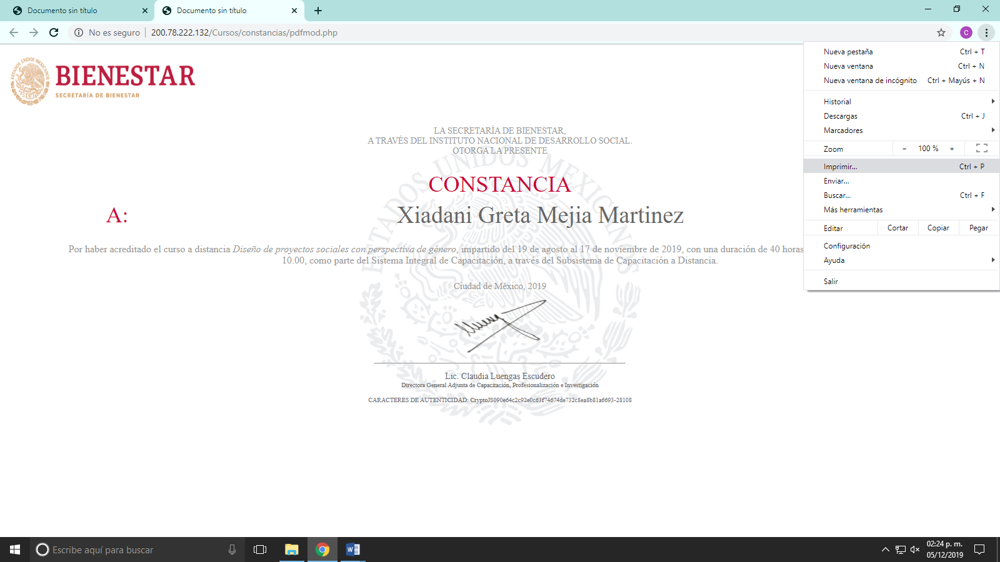 Documento sin título
Documento sin título
No es seguro
200.78.222.132/Cursos/constancias/pdfmod.php
C
BIENESTAR
SECRETARÍA DE BIENESTAR
ESTADOS UNIDOS MEXICANOS
LA SECRETARÍA DE BIENESTAR,
A TRAVÉS DEL INSTITUTO NACIONAL DE DESARROLLO SOCIAL.
OTORGA LA PRESENTE
ESTADOS UNIDOS MEXICANOS
CONSTANCIA
A: Xiadani Greta Mejia Martinez
Por haber acreditado el curso a distancia Diseño de proyectos sociales con perspectiva de género, impartido del 19 de agosto al 17 de noviembre de 2019, con una duración de 40 horas
10.00, como parte del Sistema Integral de Capacitación, a través del Subsistema de Capacitación a Distancia.
Ciudad de México, 2019
Lic. Claudia Luengas Escudero
Directora General Adjunta de Capacitación, Profesionalización e Investigación
CARACTERES DE AUTENTICIDAD: CryptoJS090e64c2c92e0c63f74674de732c8ea8b81a6693-28108
Nueva pestaña Ctrl + T
Nueva ventana Ctrl + N
Nueva ventana de incógnito Ctrl + Mayús + N
Historial
Descargas Ctrl + J
Marcadores
Zoom - 100 % +
Imprimir... Ctrl + P
Enviar...
Buscar... Ctrl + F
Más herramientas
Editar Cortar Copiar Pegar
Configuración
Ayuda
Salir
Escribe aquí para buscar
02:24 p. m.
05/12/2019